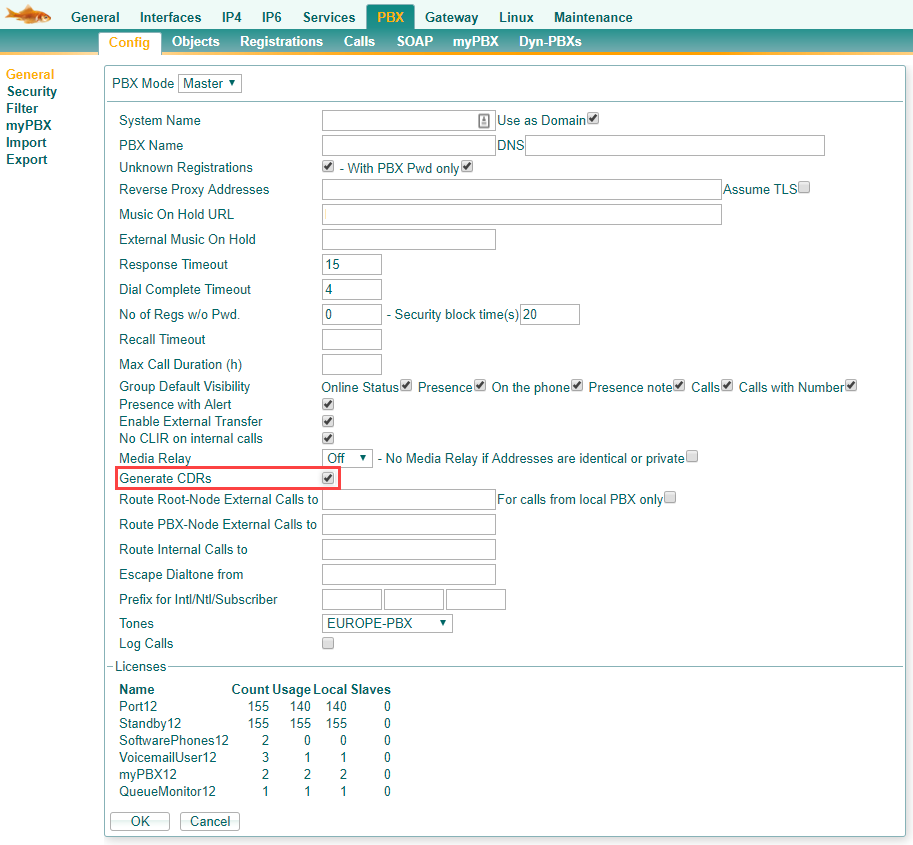 General Interfaces IP4 IP6 Services PBX Gateway Linux Maintenance
Config Objects Registrations Calls SOAP myPBX Dyn-PBXs
General
Security
Filter
myPBX
Import
Export
PBX Mode Master
System Name Use as Domain
PBX Name DNS
Unknown Registrations - With PBX Pwd only
Reverse Proxy Addresses Assume TLS
Music On Hold URL
External Music On Hold
Response Timeout 15
Dial Complete Timeout 4
No of Regs w/o Pwd. 0 - Security block time(s) 20
Recall Timeout
Max Call Duration (h)
Group Default Visibility Online Status Presence On the phone Presence note Calls Calls with Number
Presence with Alert
Enable External Transfer
No CLIR on internal calls
Media Relay Off - No Media Relay if Addresses are identical or private
Generate CDRs
Route Root-Node External Calls to For calls from local PBX only
Route PBX-Node External Calls to
Route Internal Calls to
Escape Dialtone from
Prefix for Intl/Ntl/Subscriber
Tones EUROPE-PBX
Log Calls
Licenses
Name Count Usage Local Slaves
Port12 155 140 140 0
Standby12 155 155 155 0
SoftwarePhones12 2 0 0 0
VoicemailUser12 3 1 1 0
myPBX12 2 2 2 0
QueueMonitor12 1 1 1 0
OK Cancel